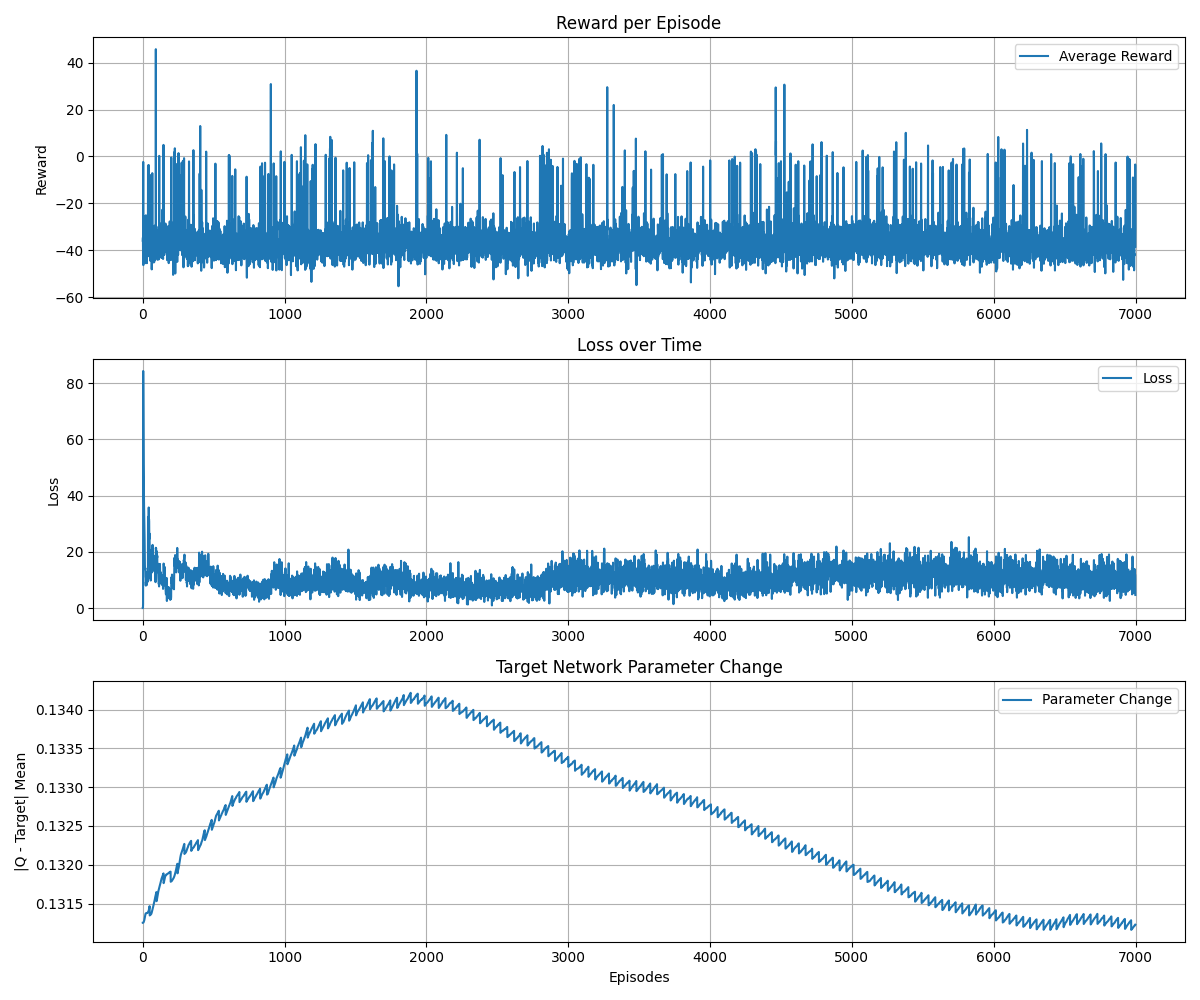 Reward per Episode
Reward
40
20
0
−20
−40
−60
Average Reward
0 1000 2000 3000 4000 5000 6000 7000
Loss over Time
Loss
80
60
40
20
0
Loss
0 1000 2000 3000 4000 5000 6000 7000
Target Network Parameter Change
|Q - Target| Mean
0.1340
0.1335
0.1330
0.1325
0.1320
0.1315
Parameter Change
0 1000 2000 3000 4000 5000 6000 7000
Episodes